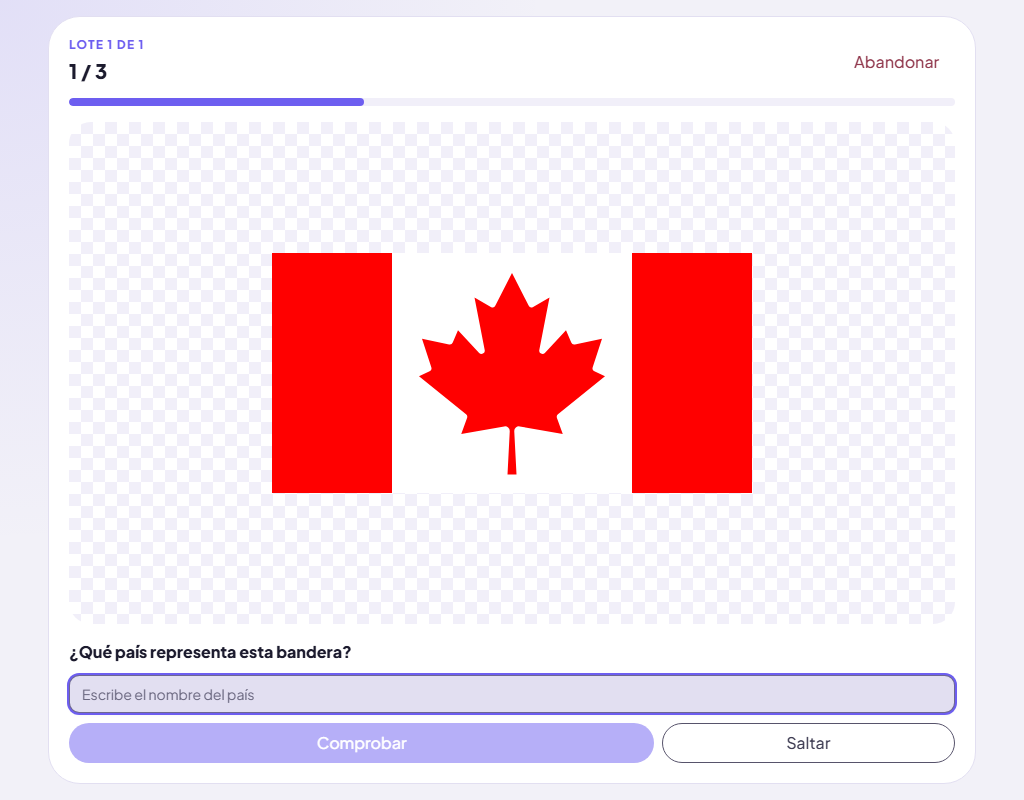 LOTE 1 DE 1
1 / 3
Abandonar
¿Qué país representa esta bandera?
Escribe el nombre del país
Comprobar
Saltar